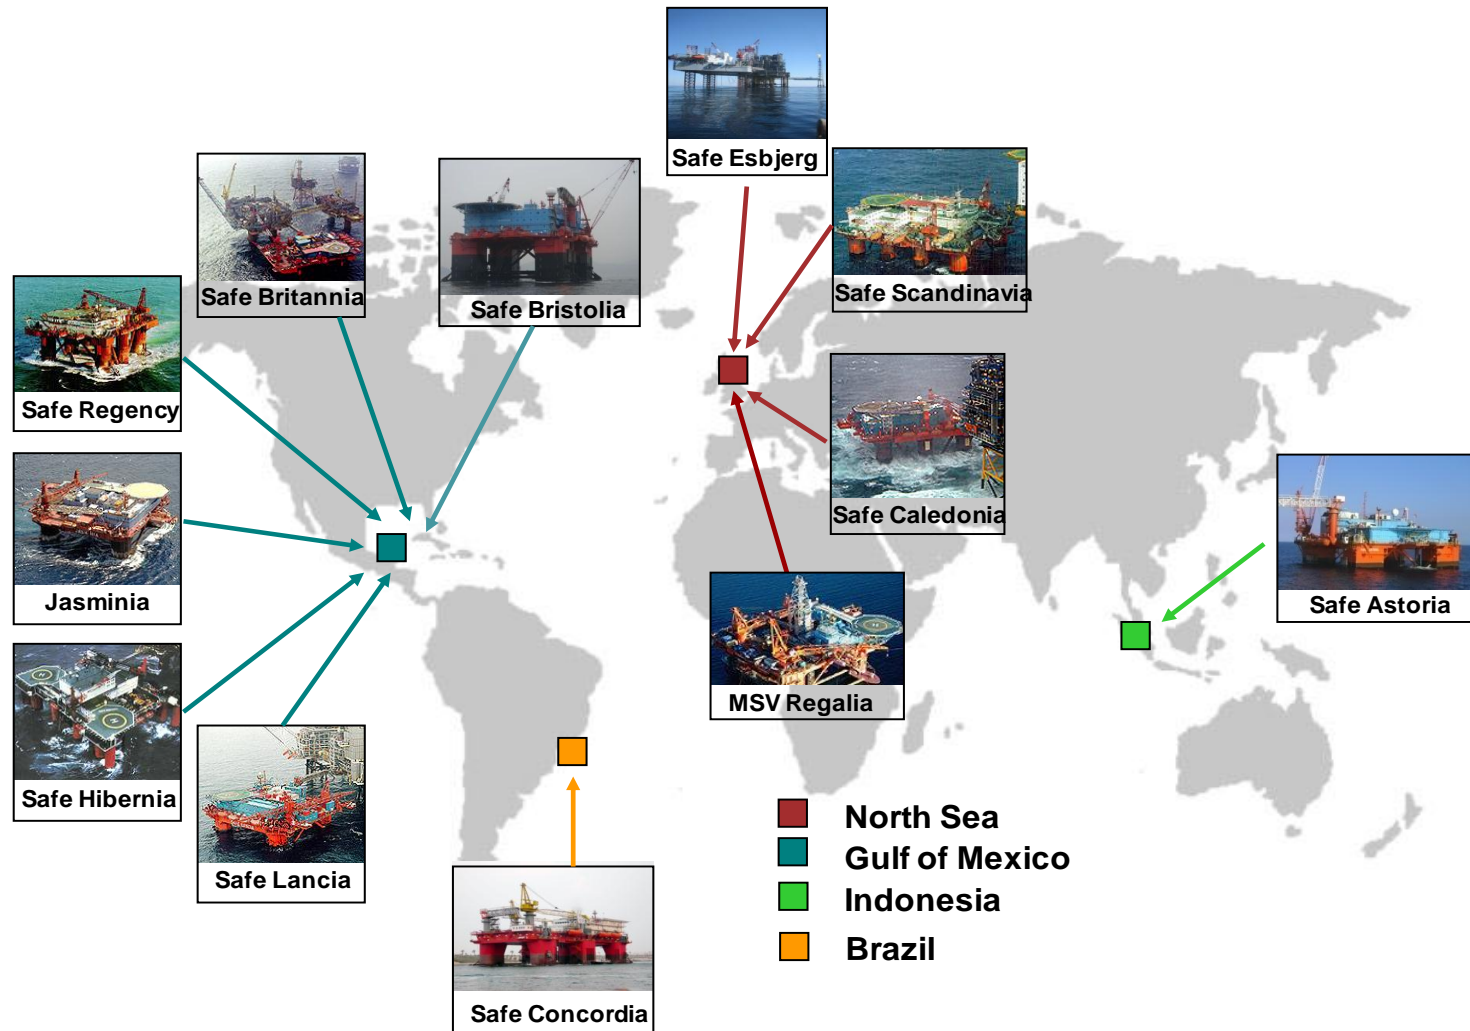 Safe Esbjerg
Safe Britannia
Safe Bristolia
Safe Scandinavia
Safe Regency
Safe Caledonia
Jasminia
Safe Astoria
MSV Regalia
Safe Hibernia
Safe Lancia
Safe Concordia
North Sea
Gulf of Mexico
Indonesia
Brazil